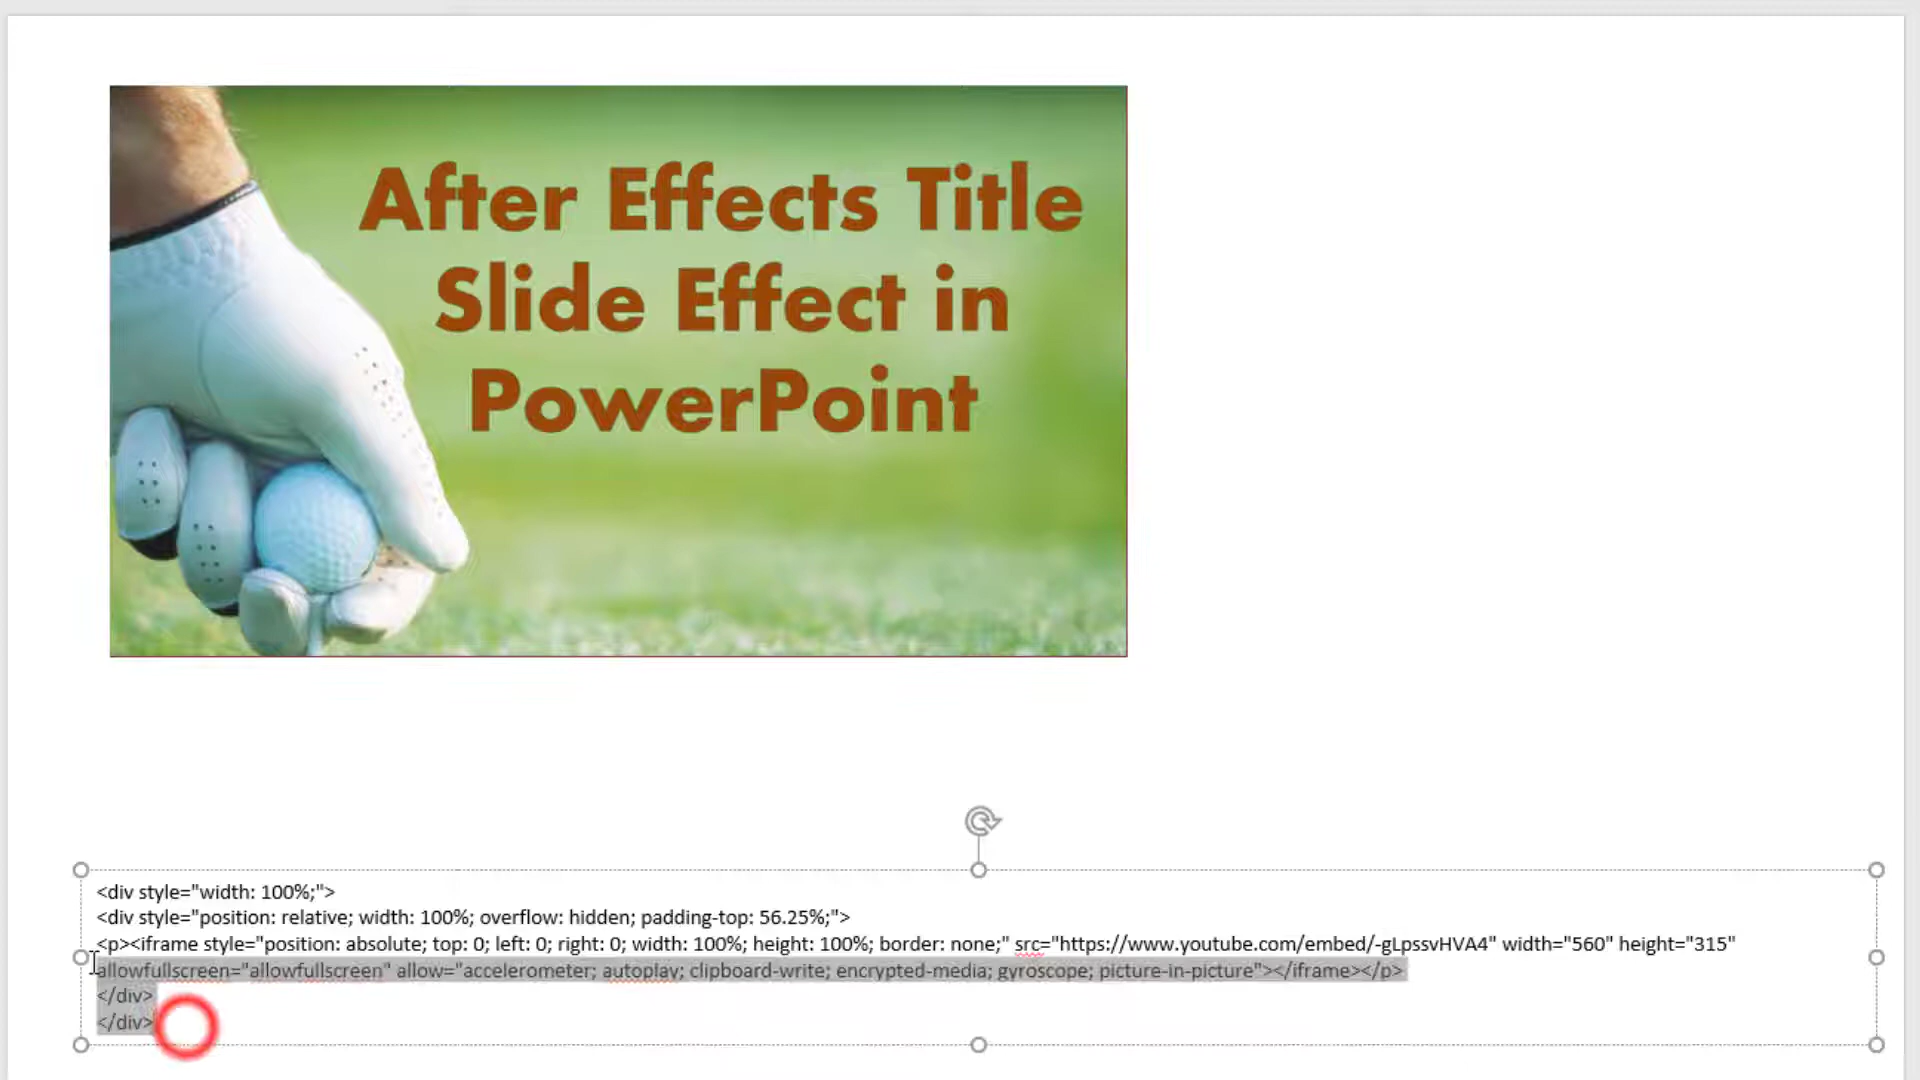 After Effects Title
Slide Effect in
PowerPoint
<div style="width: 100%;">
<div style="position: relative; width: 100%; overflow: hidden; padding-top: 56.25%;">
<p><iframe style="position: absolute; top: 0; left: 0; right: 0; width: 100%; height: 100%; border: none;" src="https://www.youtube.com/embed/-gLpssvHVA4" width="560" height="315"
allowfullscreen="allowfullscreen" allow="accelerometer; autoplay; clipboard-write; encrypted-media; gyroscope; picture-in-picture"></iframe></p>
</div>
</div>